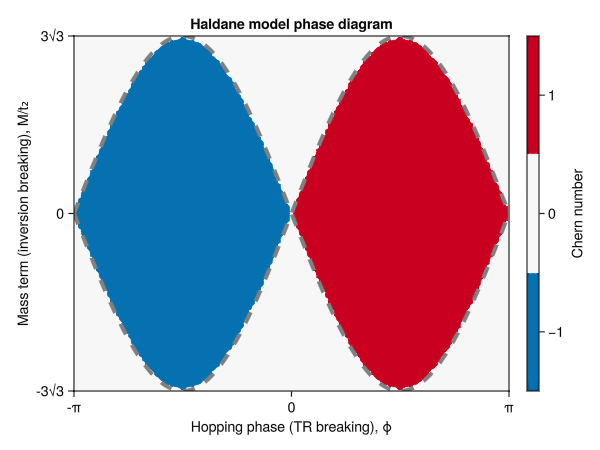 Haldane model phase diagram
3√3
0
-3√3
Mass term (inversion breaking), M/t₂
-π
0
π
Hopping phase (TR breaking), ϕ
1
0
−1
Chern number